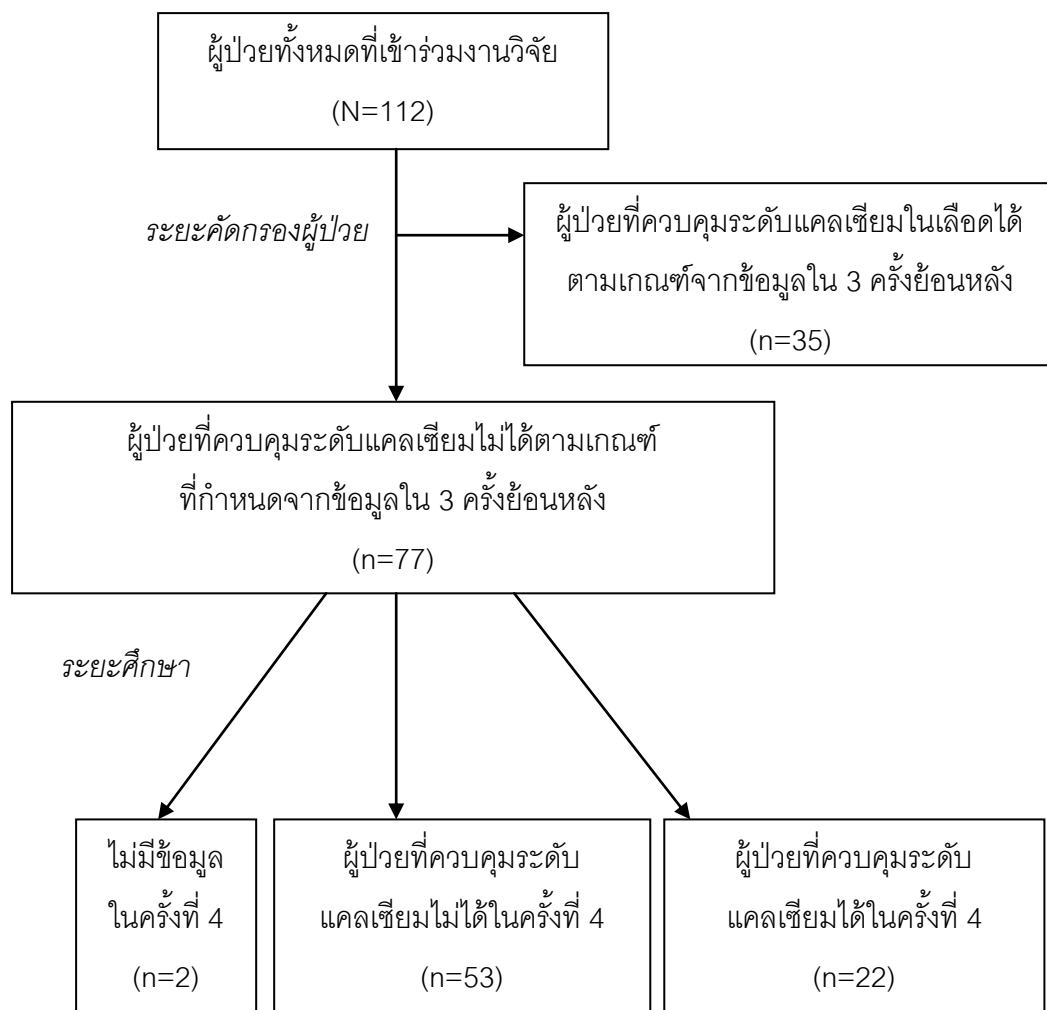 ผู้ป่วยทั้งหมดที่เข้าร่วมงานวิจัย
(N=112)
ระยะคัดกรองผู้ป่วย
ผู้ป่วยที่ควบคุมระดับแคลเซียมในเลือดได้
ตามเกณฑ์จากข้อมูลใน 3 ครั้งย้อนหลัง
(n=35)
ผู้ป่วยที่ควบคุมระดับแคลเซียมไม่ได้ตามเกณฑ์
ที่กำหนดจากข้อมูลใน 3 ครั้งย้อนหลัง
(n=77)
ระยะศึกษา
ไม่มีข้อมูล
ในครั้งที่ 4
(n=2)
ผู้ป่วยที่ควบคุมระดับ
แคลเซียมไม่ได้ในครั้งที่ 4
(n=53)
ผู้ป่วยที่ควบคุมระดับ
แคลเซียมได้ในครั้งที่ 4
(n=22)